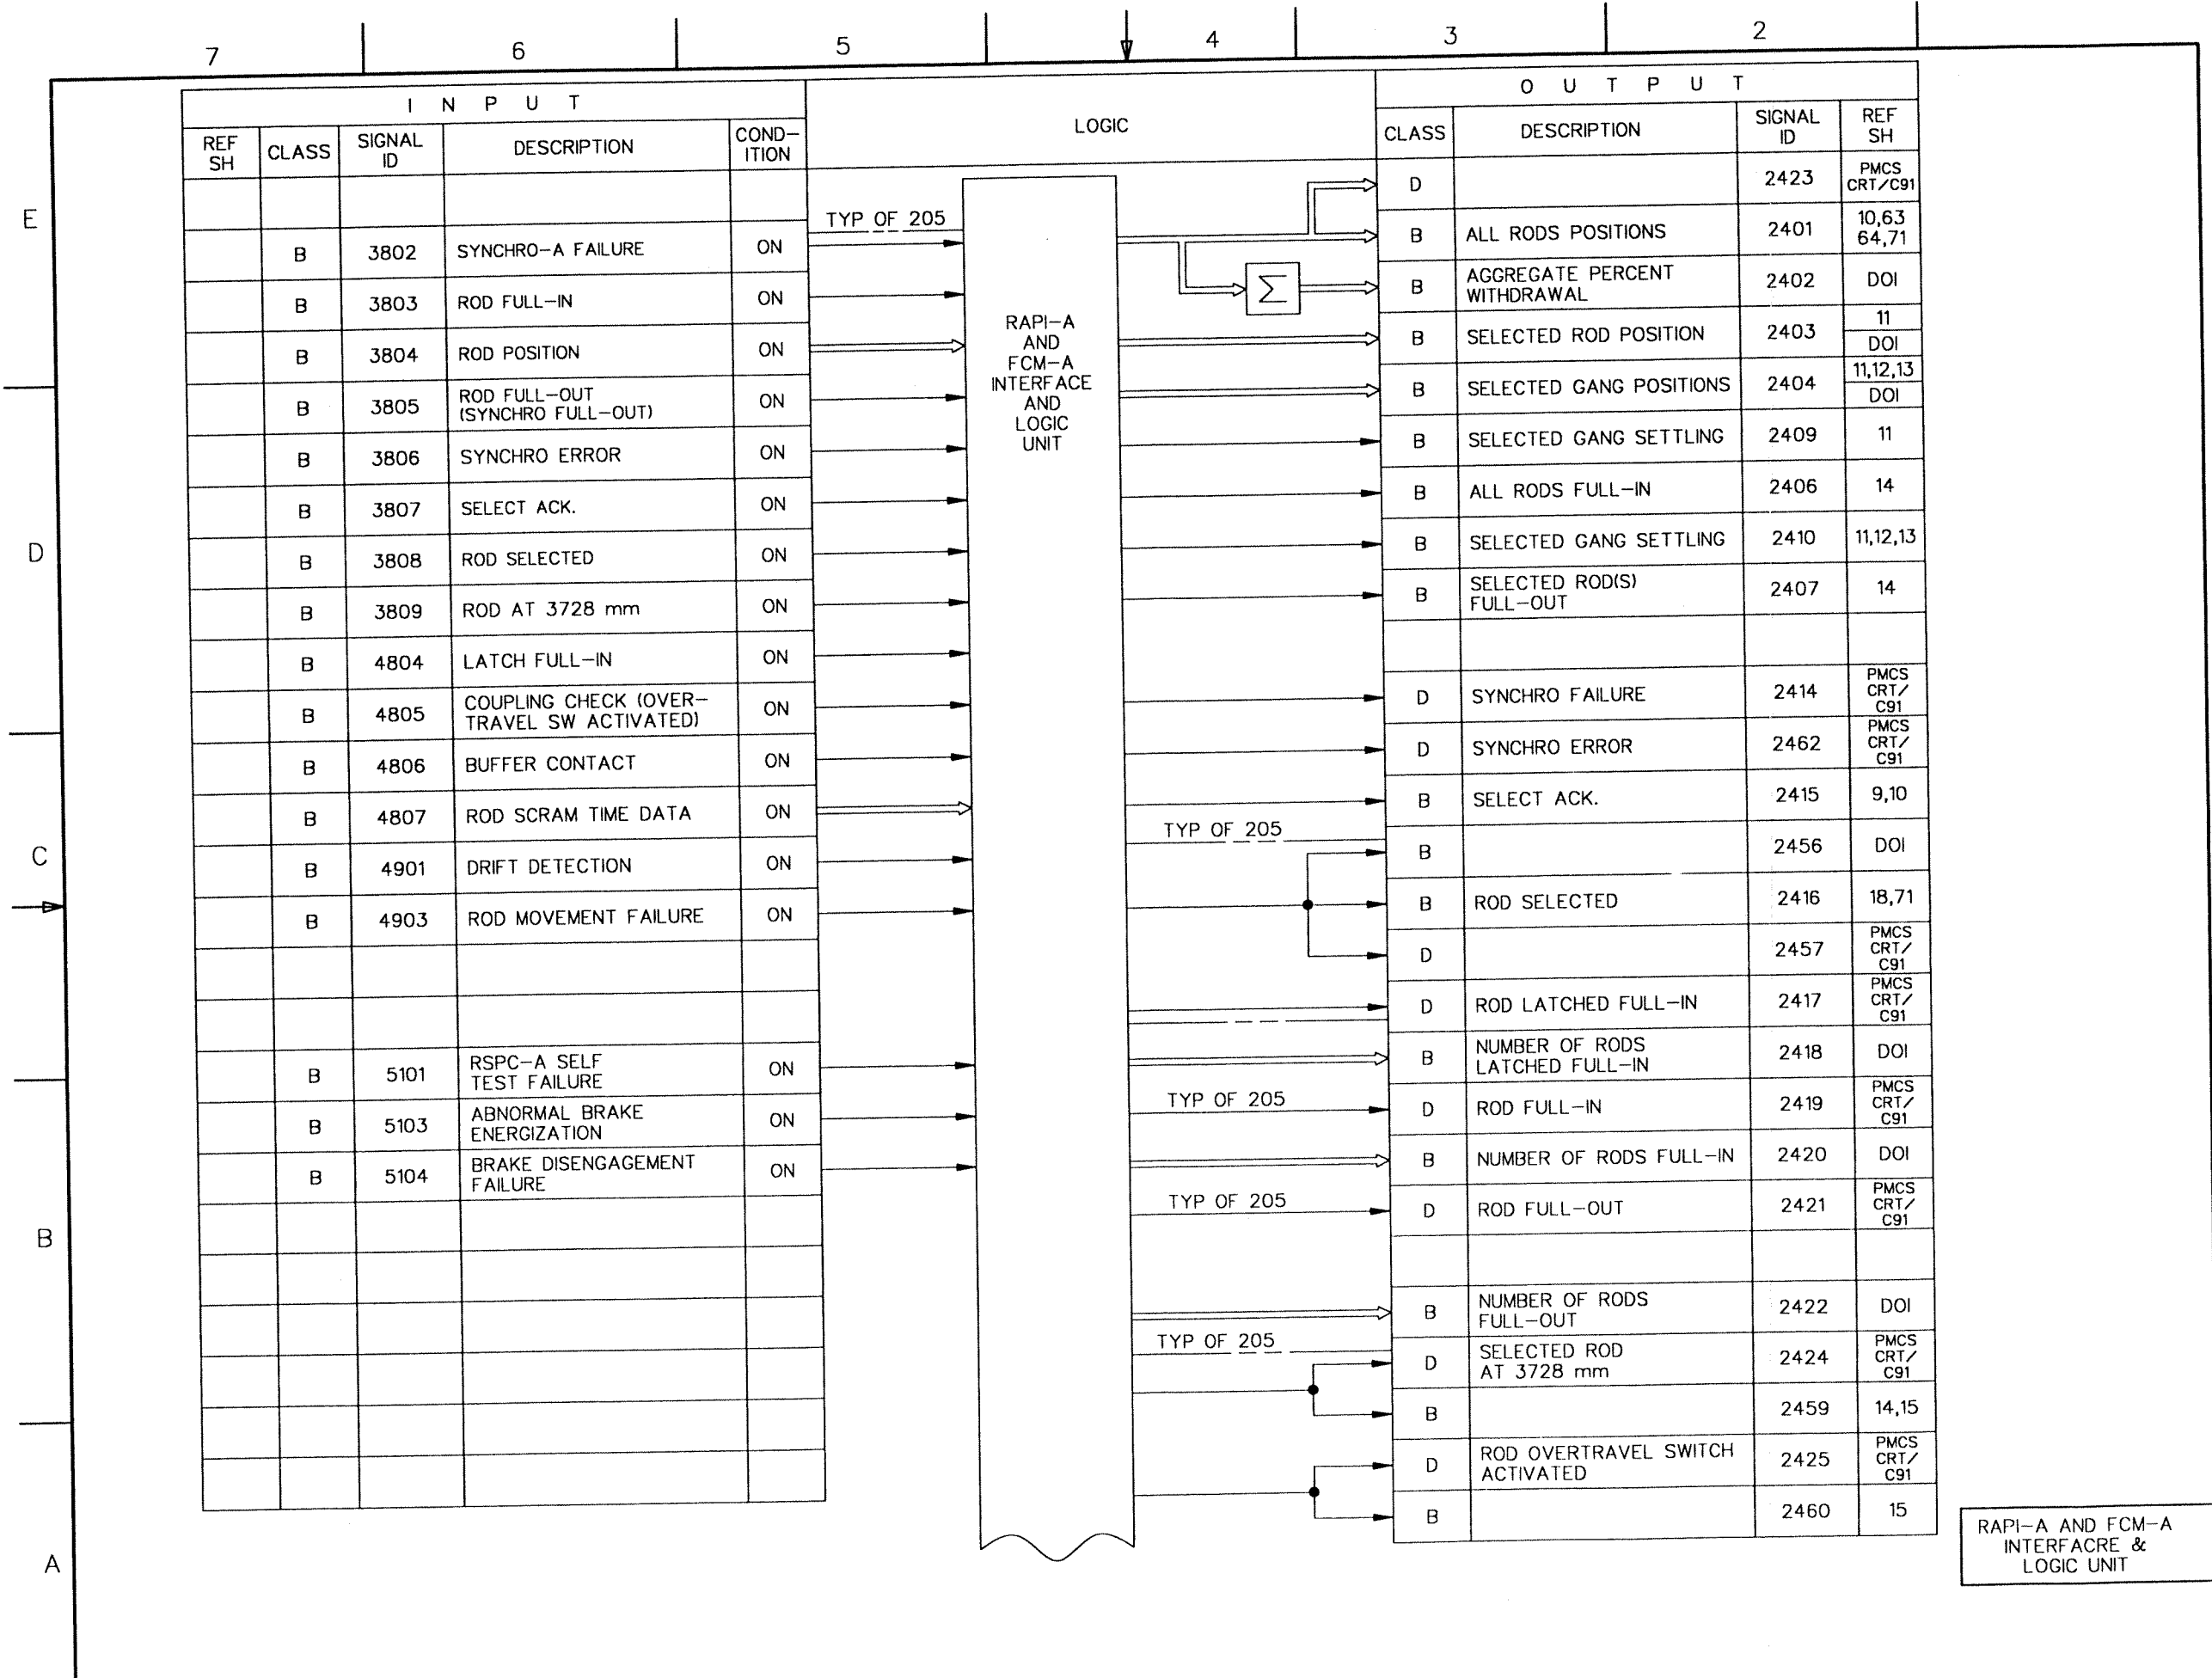 7 6 5 4 3 2
I N P U T
LOGIC
O U T P U T
REF SH CLASS SIGNAL ID DESCRIPTION COND-ITION
CLASS DESCRIPTION SIGNAL ID REF SH
E
D
C
B
A
TYP OF 205
B 3802 SYNCHRO-A FAILURE ON
B 3803 ROD FULL-IN ON
B 3804 ROD POSITION ON
B 3805 ROD FULL-OUT
(SYNCHRO FULL-OUT) ON
B 3806 SYNCHRO ERROR ON
B 3807 SELECT ACK. ON
B 3808 ROD SELECTED ON
B 3809 ROD AT 3728 mm ON
B 4804 LATCH FULL-IN ON
B 4805 COUPLING CHECK (OVER-
TRAVEL SW ACTIVATED) ON
B 4806 BUFFER CONTACT ON
B 4807 ROD SCRAM TIME DATA ON
B 4901 DRIFT DETECTION ON
B 4903 ROD MOVEMENT FAILURE ON
B 5101 RSPC-A SELF
TEST FAILURE ON
B 5103 ABNORMAL BRAKE
ENERGIZATION ON
B 5104 BRAKE DISENGAGEMENT
FAILURE ON
RAPI-A
AND
FCM-A
INTERFACE
AND
LOGIC
UNIT
Σ
D 2423 PMCS
CRT/C91
B ALL RODS POSITIONS 2401 10,63
64,71
B AGGREGATE PERCENT
WITHDRAWAL 2402 DOI
B SELECTED ROD POSITION 2403 11
DOI
B SELECTED GANG POSITIONS 2404 11,12,13
DOI
B SELECTED GANG SETTLING 2409 11
B ALL RODS FULL-IN 2406 14
B SELECTED GANG SETTLING 2410 11,12,13
B SELECTED ROD(S)
FULL-OUT 2407 14
D SYNCHRO FAILURE 2414 PMCS
CRT/
C91
D SYNCHRO ERROR 2462 PMCS
CRT/
C91
B SELECT ACK. 2415 9,10
TYP OF 205
B 2456 DOI
B ROD SELECTED 2416 18,71
D 2457 PMCS
CRT/
C91
D ROD LATCHED FULL-IN 2417 PMCS
CRT/
C91
B NUMBER OF RODS
LATCHED FULL-IN 2418 DOI
TYP OF 205
D ROD FULL-IN 2419 PMCS
CRT/
C91
B NUMBER OF RODS FULL-IN 2420 DOI
TYP OF 205
D ROD FULL-OUT 2421 PMCS
CRT/
C91
B NUMBER OF RODS
FULL-OUT 2422 DOI
TYP OF 205
D SELECTED ROD
AT 3728 mm 2424 PMCS
CRT/
C91
B 2459 14,15
D ROD OVERTRAVEL SWITCH
ACTIVATED 2425 PMCS
CRT/
C91
B 2460 15
RAPI-A AND FCM-A
INTERFACRE &
LOGIC UNIT